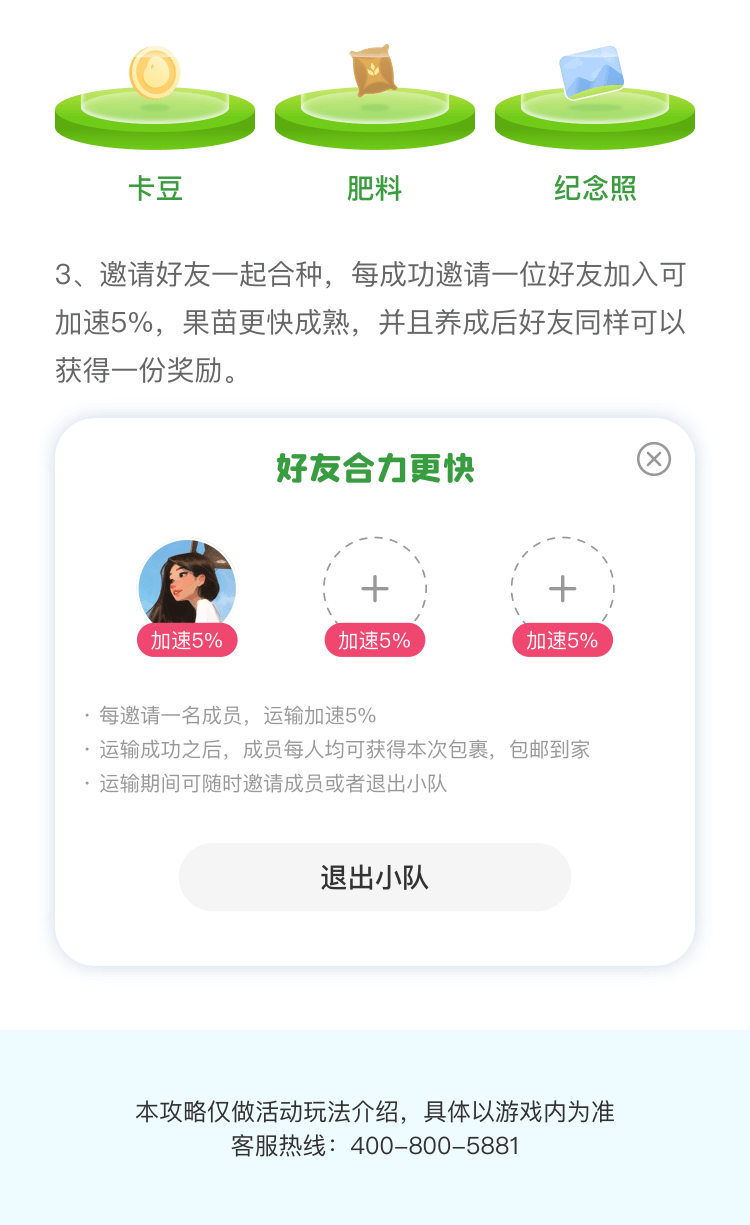 卡豆
肥料
纪念照
3、邀请好友一起合种，每成功邀请一位好友加入可
加速5%，果苗更快成熟，并且养成后好友同样可以
获得一份奖励。
好友合力更快
加速5%
加速5%
加速5%
· 每邀请一名成员，运输加速5%
· 运输成功之后，成员每人均可获得本次包裹，包邮到家
· 运输期间可随时邀请成员或者退出小队
退出小队
本攻略仅做活动玩法介绍，具体以游戏内为准
客服热线：400-800-5881